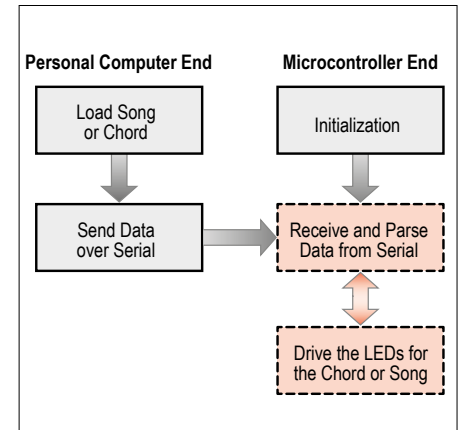 Personal Computer End
Microcontroller End
Load Song
or Chord
Initialization
Send Data
over Serial
Receive and Parse
Data from Serial
Drive the LEDs for
the Chord or Song